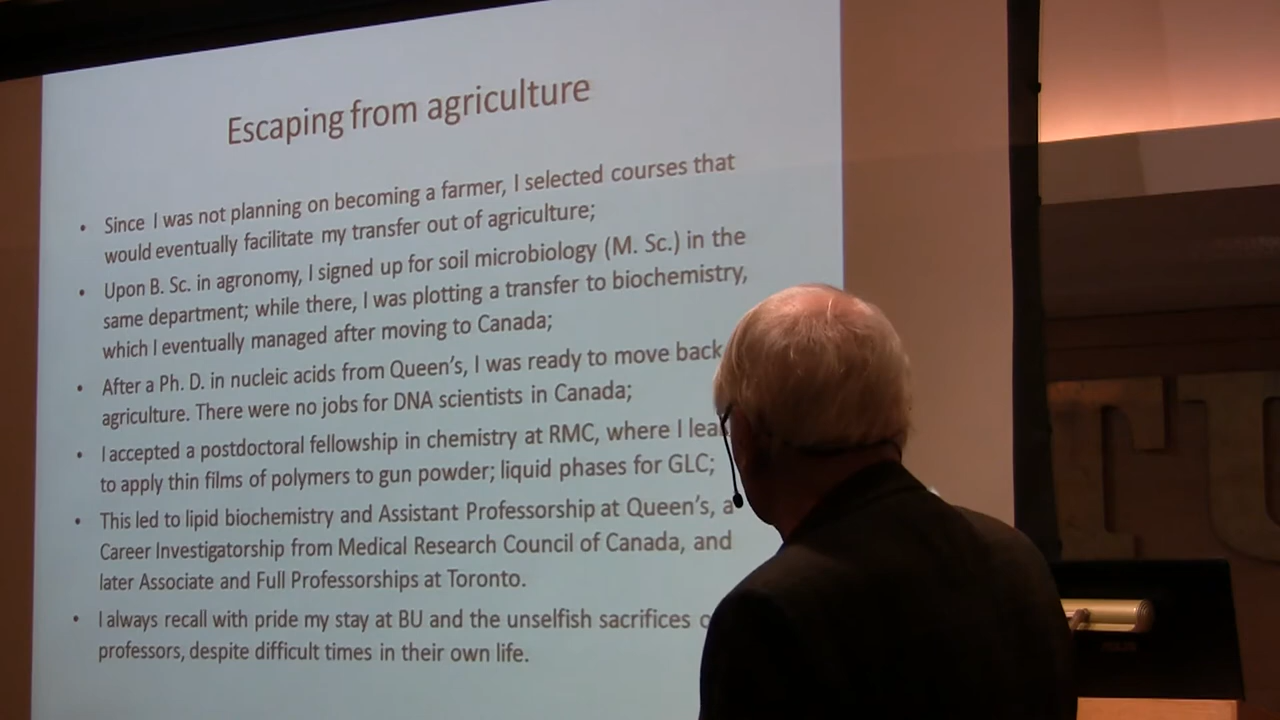 Escaping from agriculture
• Since I was not planning on becoming a farmer, I selected courses that
would eventually facilitate my transfer out of agriculture;
• Upon B. Sc. in agronomy, I signed up for soil microbiology (M. Sc.) in the
same department; while there, I was plotting a transfer to biochemistry,
which I eventually managed after moving to Canada;
• After a Ph. D. in nucleic acids from Queen's, I was ready to move back
agriculture. There were no jobs for DNA scientists in Canada;
• I accepted a postdoctoral fellowship in chemistry at RMC, where I
to apply thin films of polymers to gun powder; liquid phases for GLC;
• This led to lipid biochemistry and Assistant Professorship at Queen's, a
Career Investigatorship from Medical Research Council of Canada, and
later Associate and Full Professorships at Toronto.
• I always recall with pride my stay at BU and the unselfish sacrifices
professors, despite difficult times in their own life.
ASUS
TU